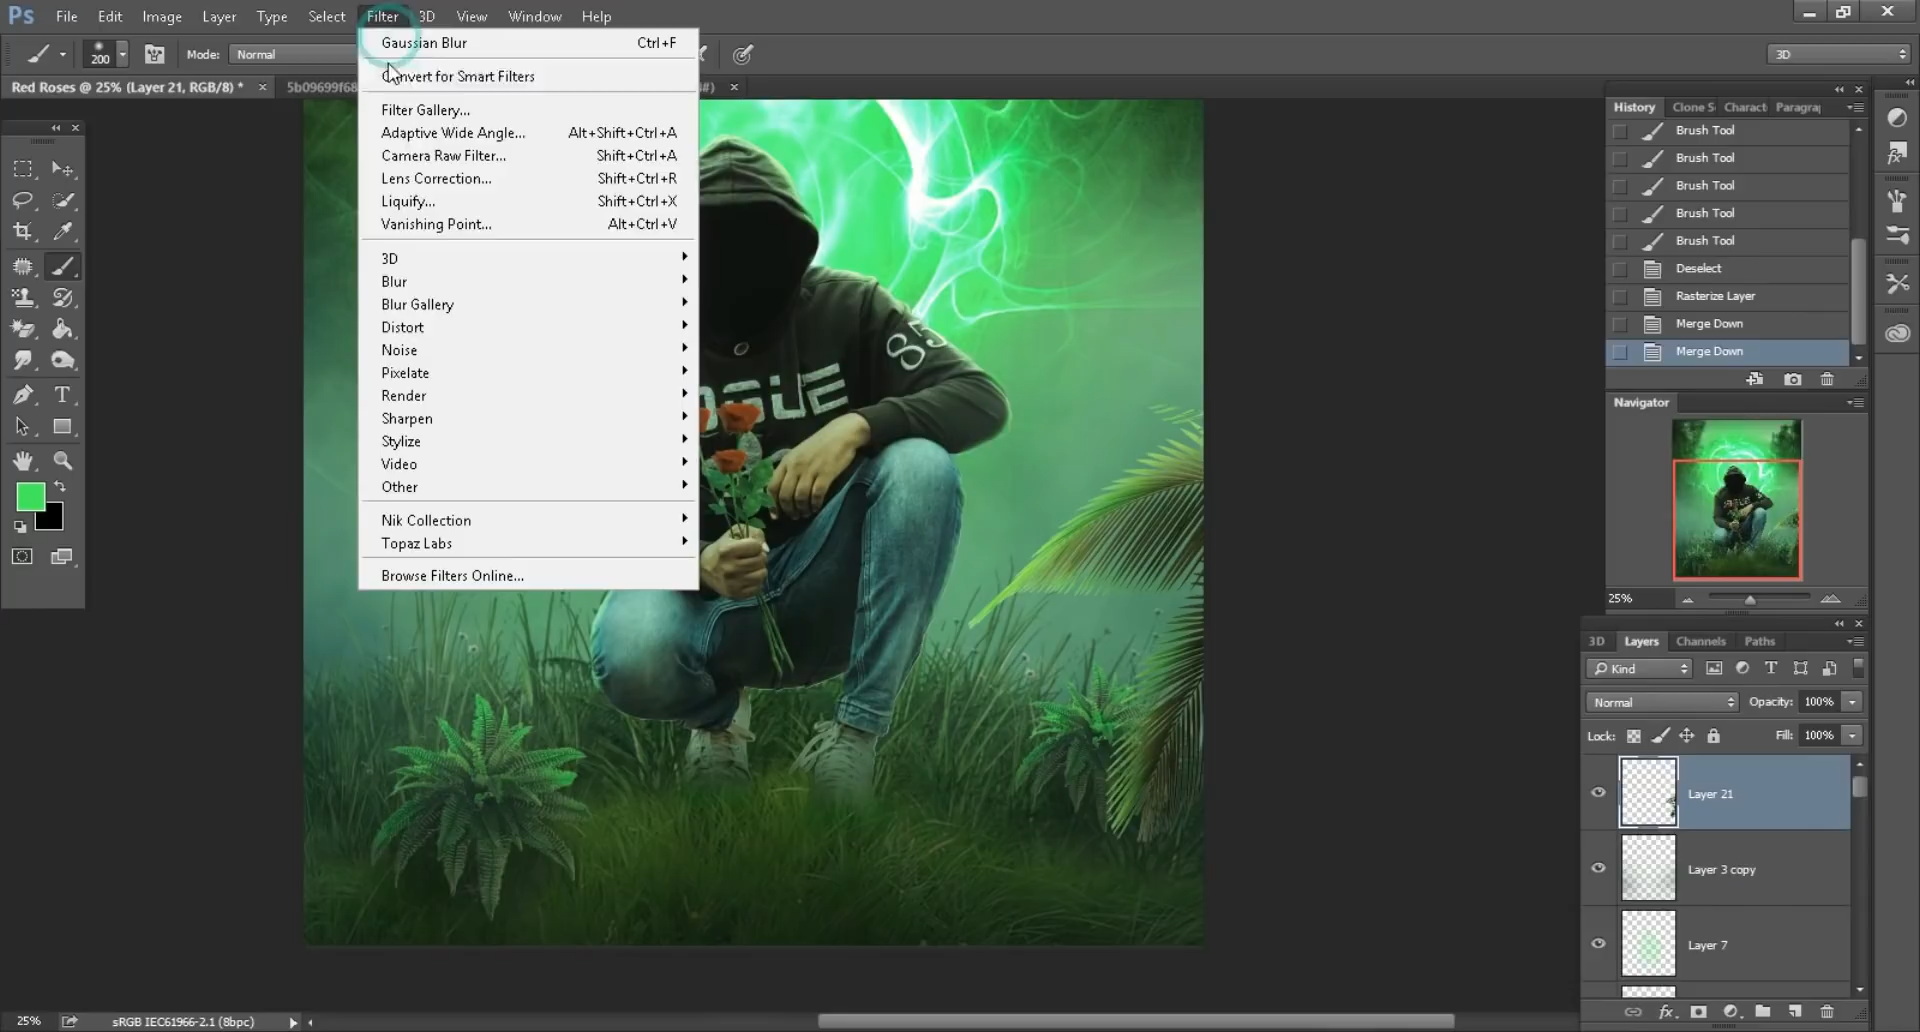 Ps File Edit Image Layer Type Select Filter 3D View Window Help
200 Mode: Normal 3D
Red Roses @ 25% (Layer 21, RGB/8) * × 5b09699f68 #) ×
Gaussian Blur Ctrl+F
Convert for Smart Filters
Filter Gallery...
Adaptive Wide Angle... Alt+Shift+Ctrl+A
Camera Raw Filter... Shift+Ctrl+A
Lens Correction... Shift+Ctrl+R
Liquify... Shift+Ctrl+X
Vanishing Point... Alt+Ctrl+V
3D
Blur
Blur Gallery
Distort
Noise
Pixelate
Render
Sharpen
Stylize
Video
Other
Nik Collection
Topaz Labs
Browse Filters Online...
85
OGUE
History Clone S Charact Paragra
Brush Tool
Brush Tool
Brush Tool
Brush Tool
Brush Tool
Deselect
Rasterize Layer
Merge Down
Merge Down
Navigator
25%
3D Layers Channels Paths
Kind
Normal Opacity: 100%
Lock: Fill: 100%
Layer 21
Layer 3 copy
Layer 7
fx
25% sRGB IEC61966-2.1 (8bpc)